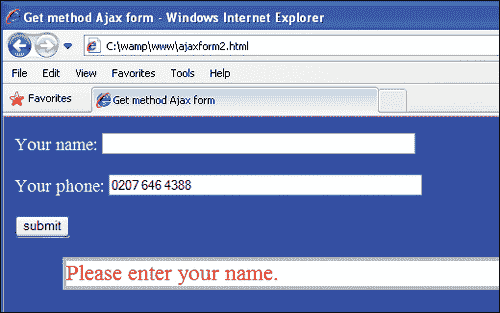 Get method Ajax form - Windows Internet Explorer
C:\wamp\www\ajaxform2.html
File Edit View Favorites Tools Help
Favorites Get method Ajax form
Your name:
Your phone: 0207 646 4388
submit
Please enter your name.